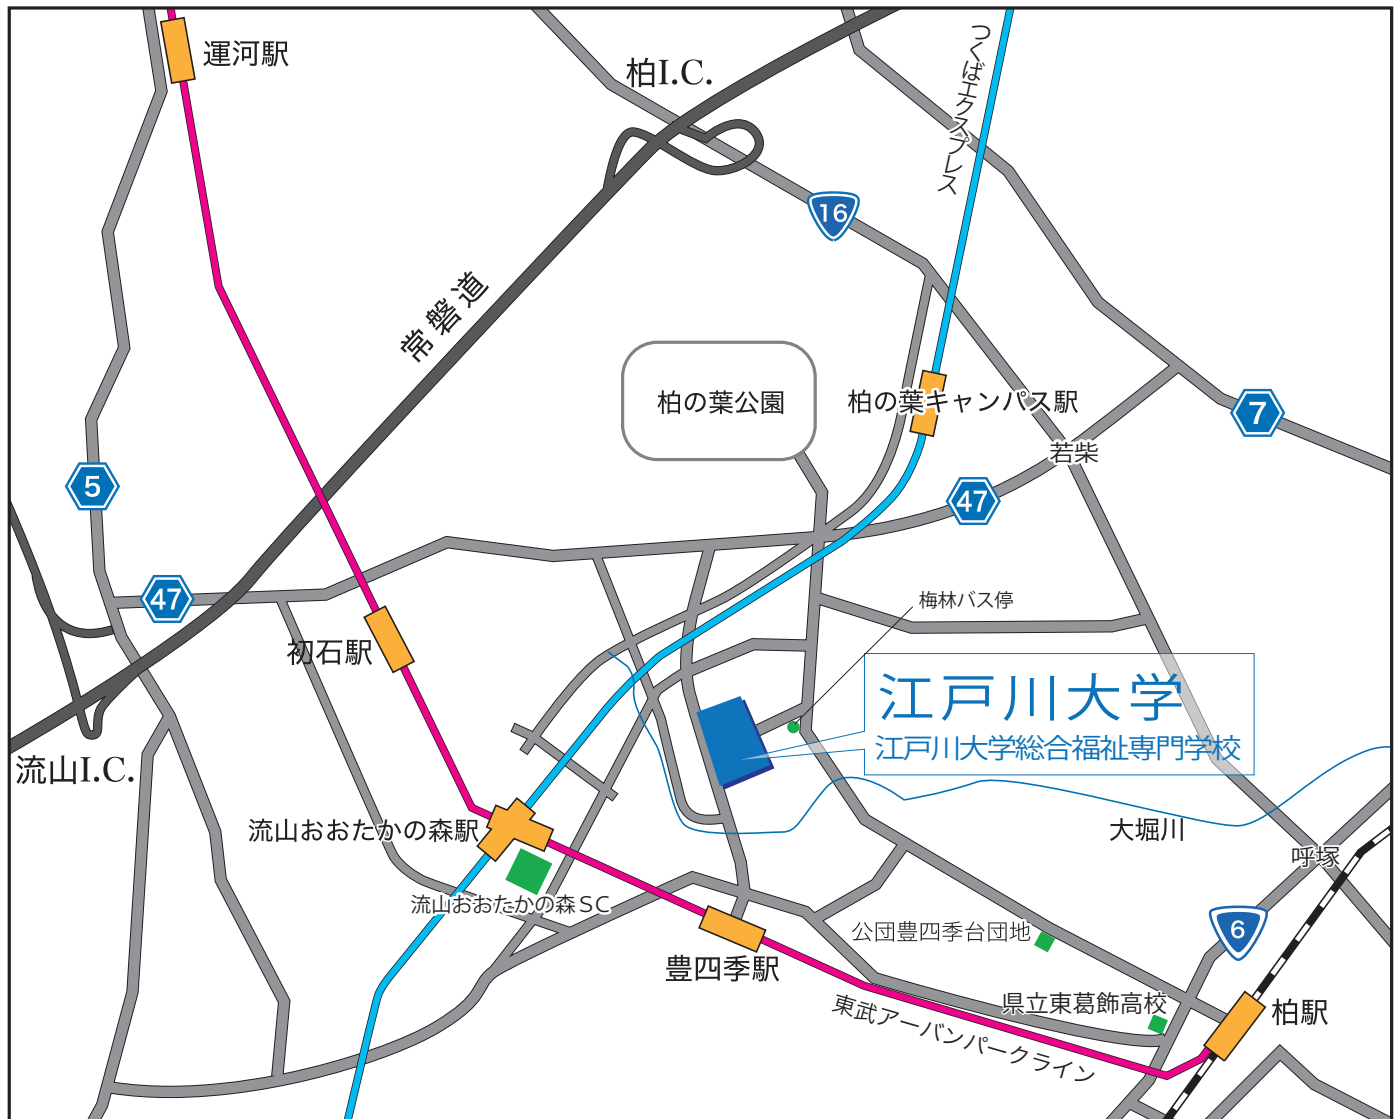 運河駅
柏I.C.
つくばエクスプレス
16
常磐道
柏の葉公園
柏の葉キャンパス駅
7
若柴
5
47
47
梅林バス停
初石駅
江戸川大学
江戸川大学総合福祉専門学校
流山I.C.
流山おおたかの森駅
大堀川
呼塚
流山おおたかの森SC
公団豊四季台団地
6
豊四季駅
県立東葛飾高校
柏駅
東武アーバンパークライン